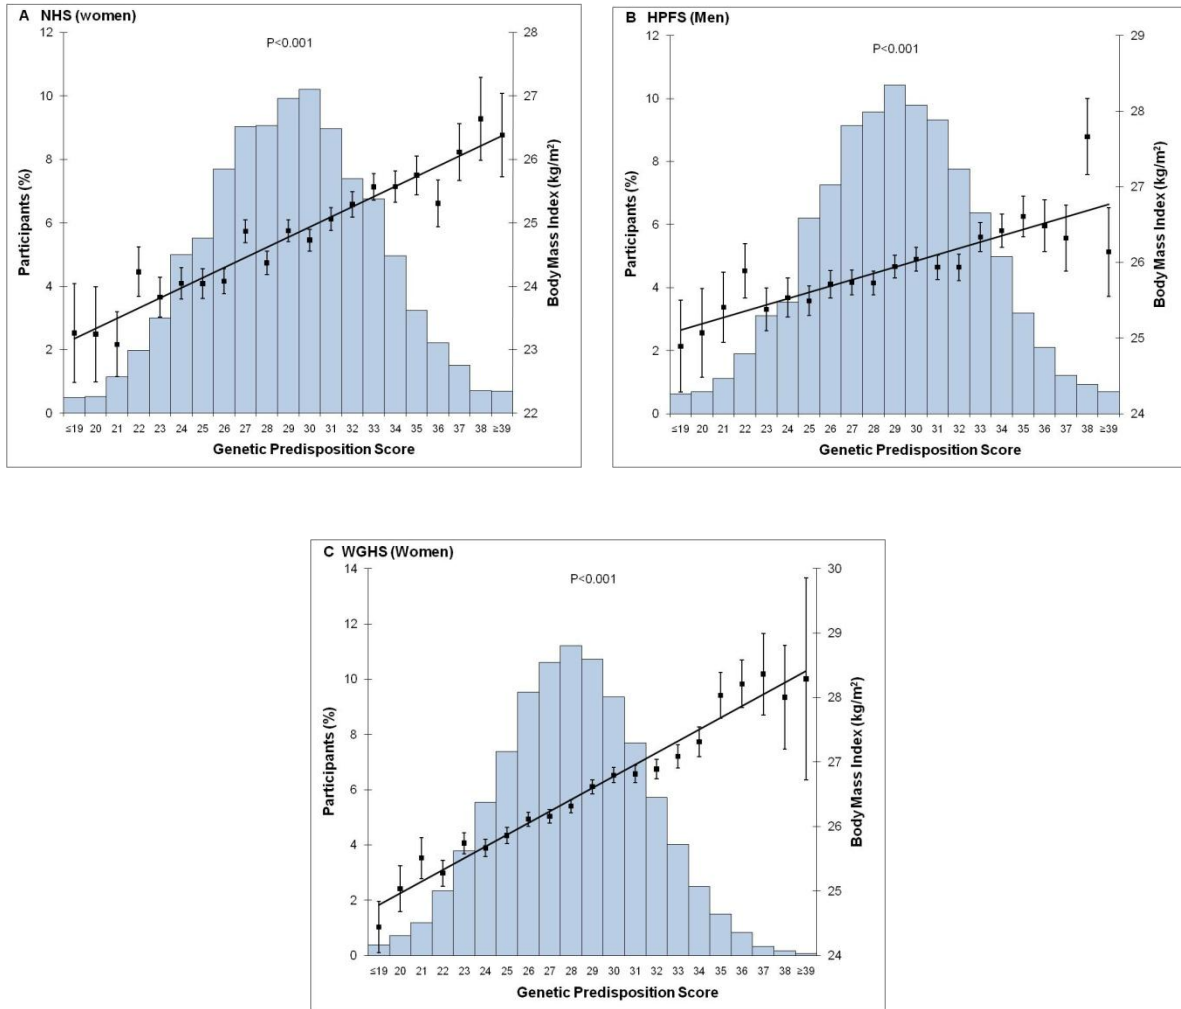 A NHS (women)
P<0.001
12
10
8
6
4
2
0
Participants (%)
28
27
26
25
24
23
22
Body Mass Index (kg/m²)
≤19 20 21 22 23 24 25 26 27 28 29 30 31 32 33 34 35 36 37 38 ≥39
Genetic Predisposition Score
B HPFS (Men)
P<0.001
12
10
8
6
4
2
0
Participants (%)
29
28
27
26
25
24
Body Mass Index (kg/m²)
≤19 20 21 22 23 24 25 26 27 28 29 30 31 32 33 34 35 36 37 38 ≥39
Genetic Predisposition Score
C WGHS (Women)
P<0.001
14
12
10
8
6
4
2
0
Participants (%)
30
29
28
27
26
25
24
Body Mass Index (kg/m²)
≤19 20 21 22 23 24 25 26 27 28 29 30 31 32 33 34 35 36 37 38 ≥39
Genetic Predisposition Score